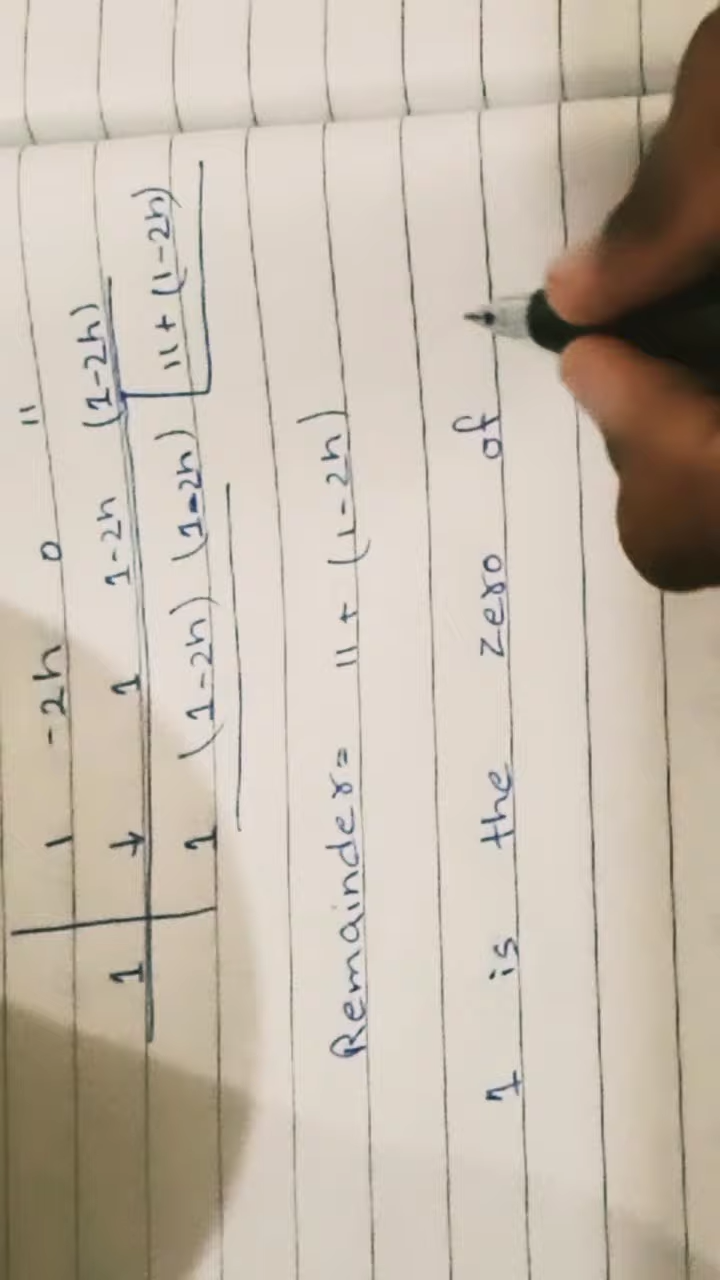 1 -2h 0 11
1 ↓ 1 1-2h (1-2h)
1 (1-2h) (1-2h) 11 + (1-2h)
Remainder= 11 + (1-2h)
1 is the zero of